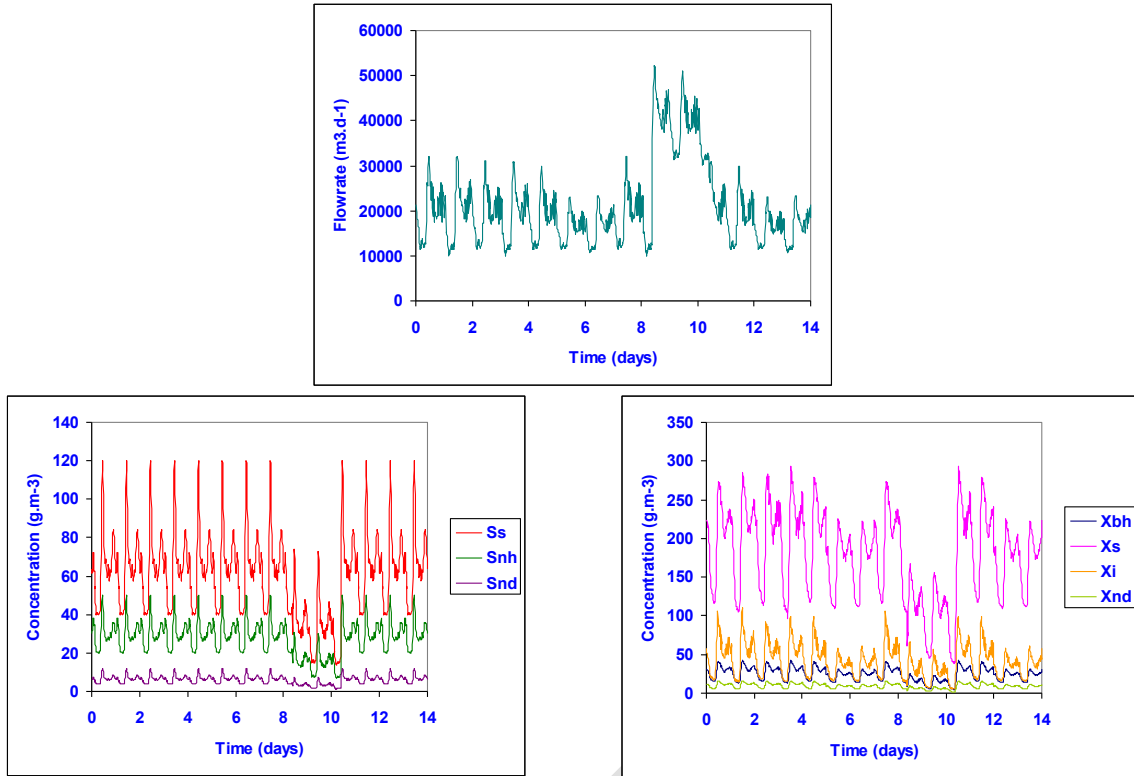 60000
50000
40000
30000
20000
10000
0
Flowrate (m3.d-1)
0 2 4 6 8 10 12 14
Time (days)
140
120
100
80
60
40
20
0
Concentration (g.m-3)
0 2 4 6 8 10 12 14
Time (days)
Ss
Snh
Snd
350
300
250
200
150
100
50
0
Concentration (g.m-3)
0 2 4 6 8 10 12 14
Time (days)
Xbh
Xs
Xi
Xnd